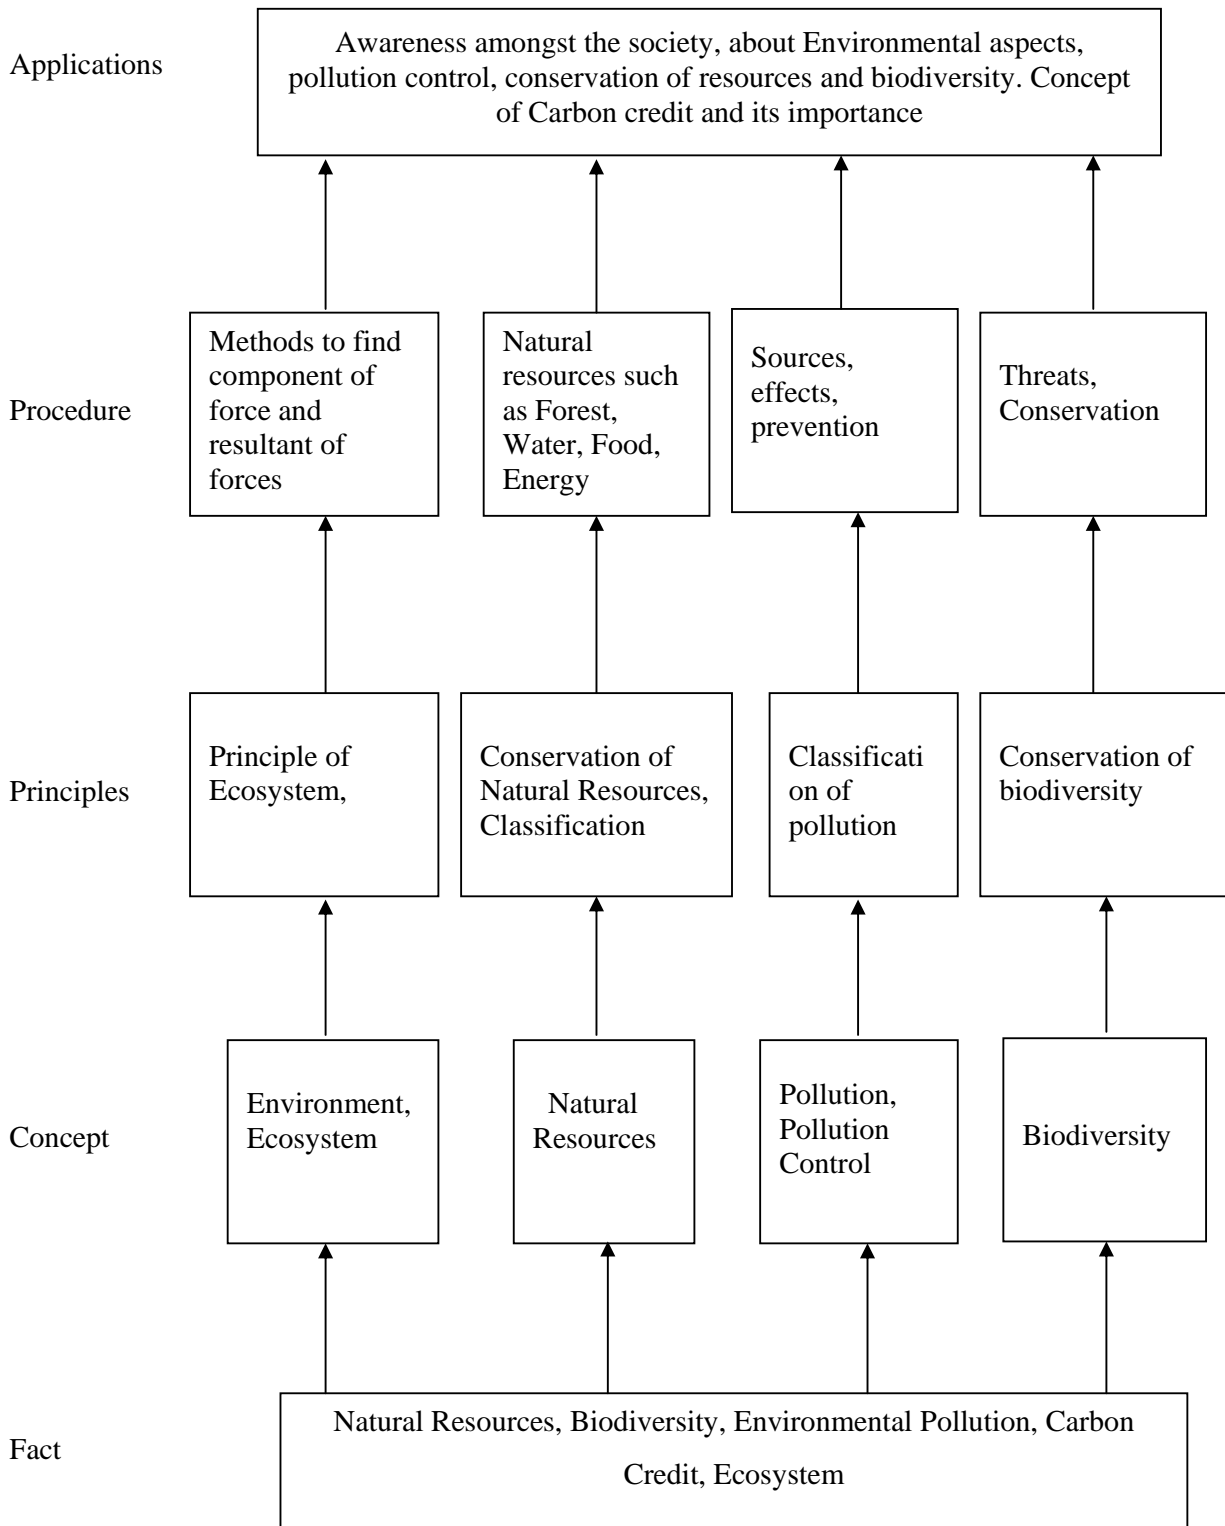 Applications
Awareness amongst the society, about Environmental aspects,
pollution control, conservation of resources and biodiversity. Concept
of Carbon credit and its importance
Procedure
Methods to find
component of
force and
resultant of
forces
Natural
resources such
as Forest,
Water, Food,
Energy
Sources,
effects,
prevention
Threats,
Conservation
Principles
Principle of
Ecosystem,
Conservation of
Natural Resources,
Classification
Classificati
on of
pollution
Conservation of
biodiversity
Concept
Environment,
Ecosystem
Natural
Resources
Pollution,
Pollution
Control
Biodiversity
Fact
Natural Resources, Biodiversity, Environmental Pollution, Carbon
Credit, Ecosystem